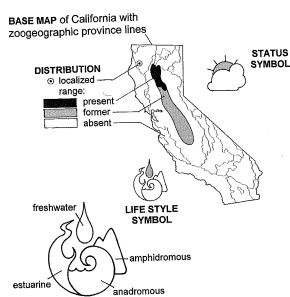 BASE MAP of California with
zoogeographic province lines
STATUS
SYMBOL
DISTRIBUTION
localized
range:
present
former
absent
LIFE STYLE
SYMBOL
freshwater
amphidromous
estuarine
anadromous